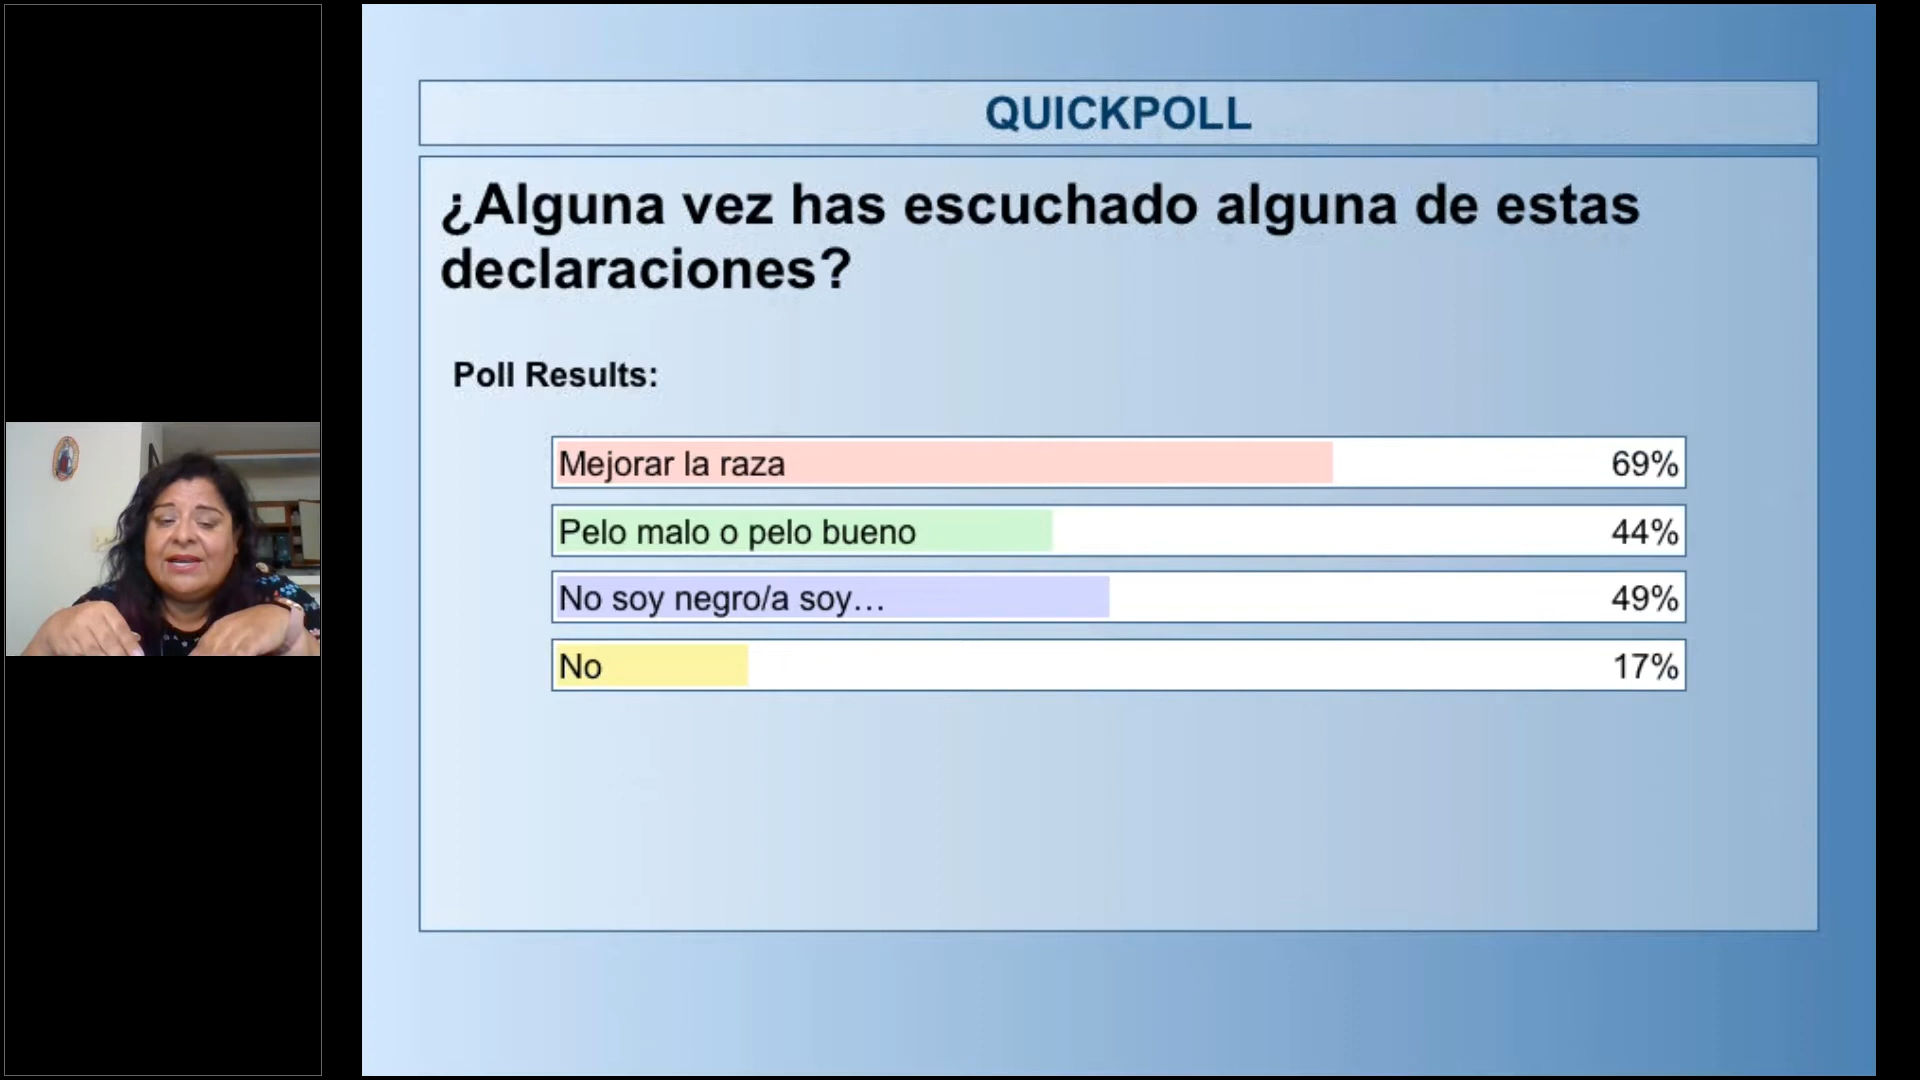 QUICKPOLL
¿Alguna vez has escuchado alguna de estas
declaraciones?
Poll Results:
Mejorar la raza 69%
Pelo malo o pelo bueno 44%
No soy negro/a soy… 49%
No 17%